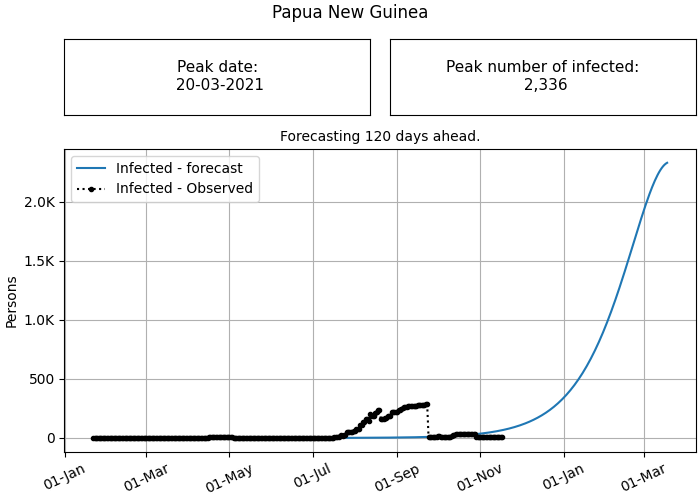 Papua New Guinea
Peak date:
20-03-2021
Peak number of infected:
2,336
Forecasting 120 days ahead.
Infected - forecast
Infected - Observed
Persons
2.0K
1.5K
1.0K
500
0
01-Jan
01-Mar
01-May
01-Jul
01-Sep
01-Nov
01-Jan
01-Mar